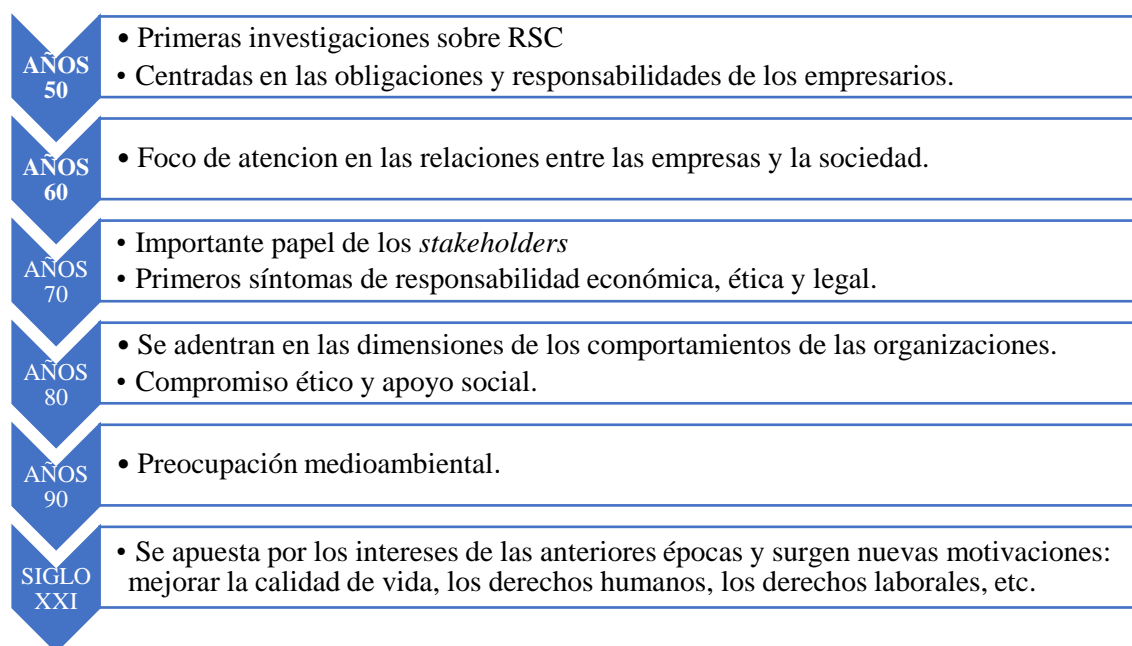 AÑOS
50
• Primeras investigaciones sobre RSC
• Centradas en las obligaciones y responsabilidades de los empresarios.
AÑOS
60
• Foco de atencion en las relaciones entre las empresas y la sociedad.
AÑOS
70
• Importante papel de los stakeholders
• Primeros síntomas de responsabilidad económica, ética y legal.
AÑOS
80
• Se adentran en las dimensiones de los comportamientos de las organizaciones.
• Compromiso ético y apoyo social.
AÑOS
90
• Preocupación medioambiental.
SIGLO
XXI
• Se apuesta por los intereses de las anteriores épocas y surgen nuevas motivaciones:
mejorar la calidad de vida, los derechos humanos, los derechos laborales, etc.